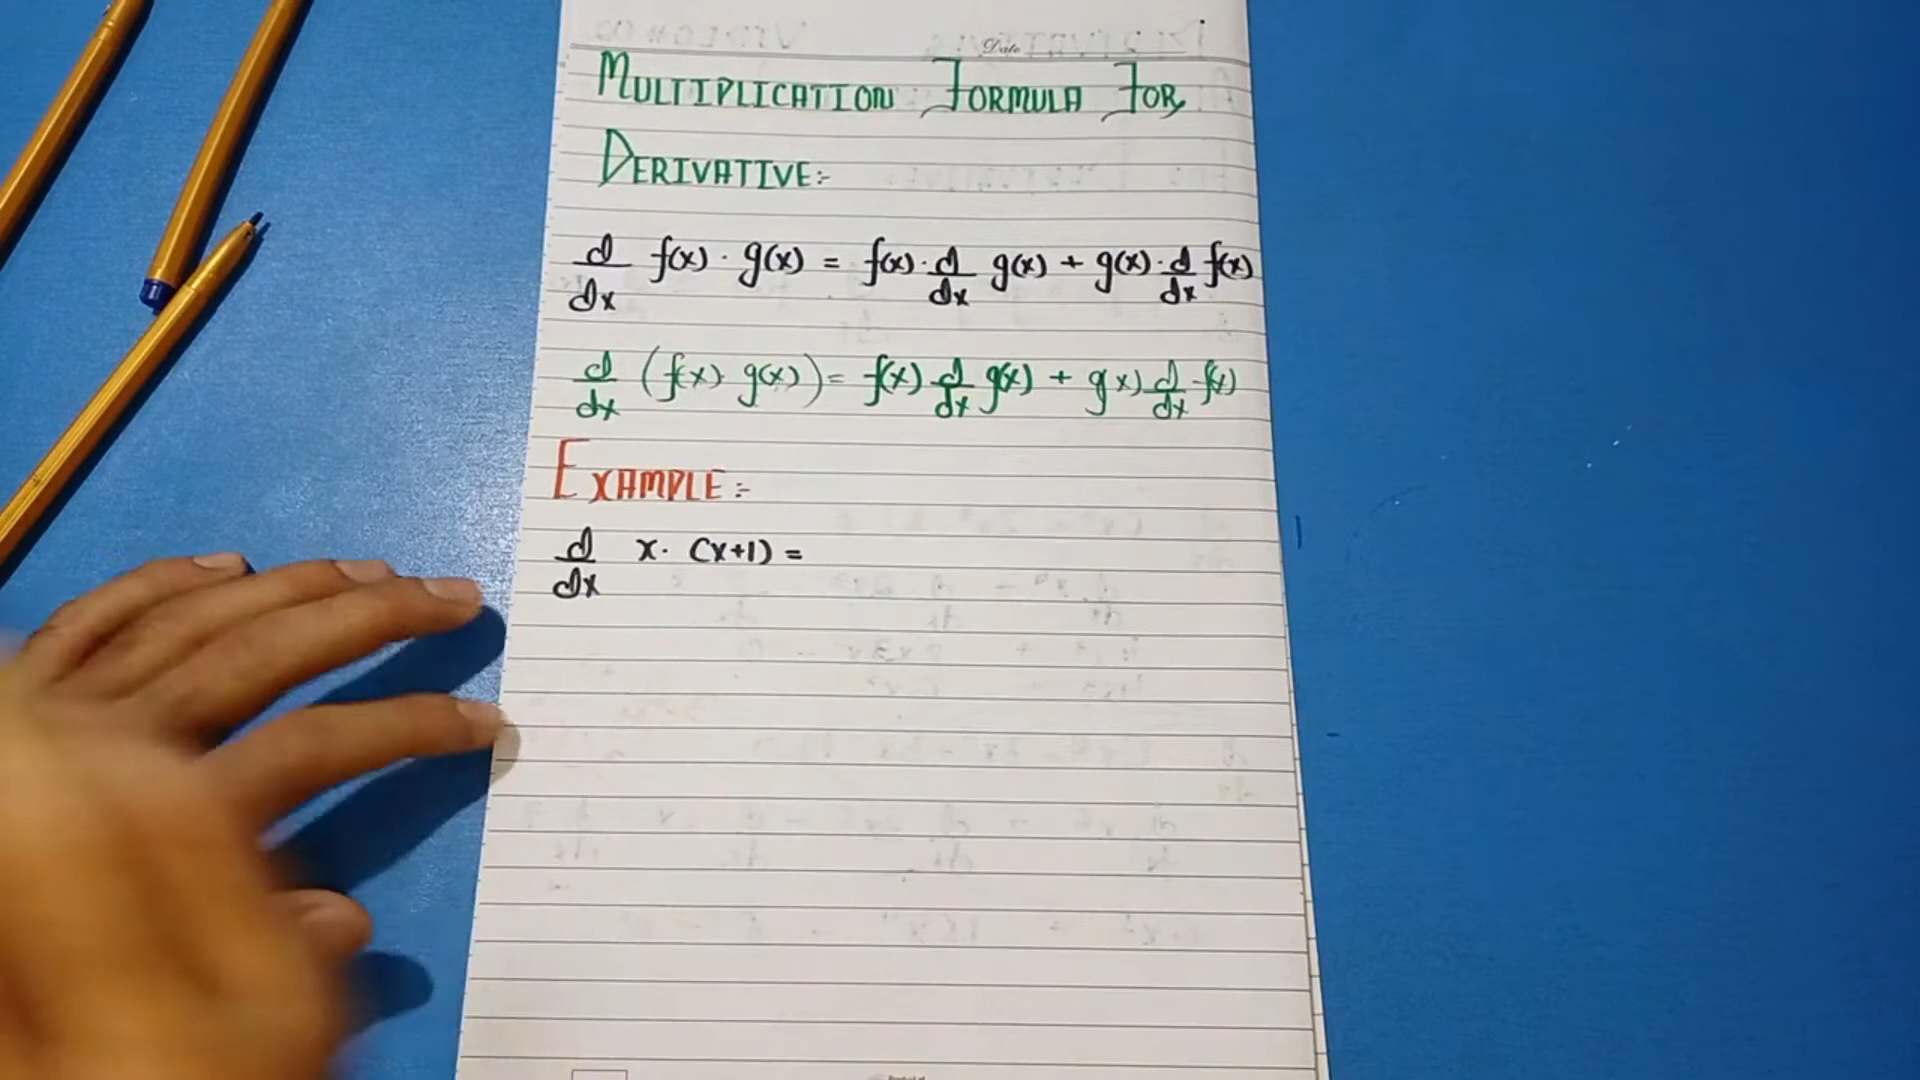 Date
MULTIPLICATION FORMULA FOR
DERIVATIVE:-
d/dx f(x) · g(x) = f(x) · d/dx g(x) + g(x) · d/dx f(x)
d/dx (f(x) g(x)) = f(x) d/dx g(x) + g(x) d/dx f(x)
EXAMPLE:-
d/dx x · (x+1) =